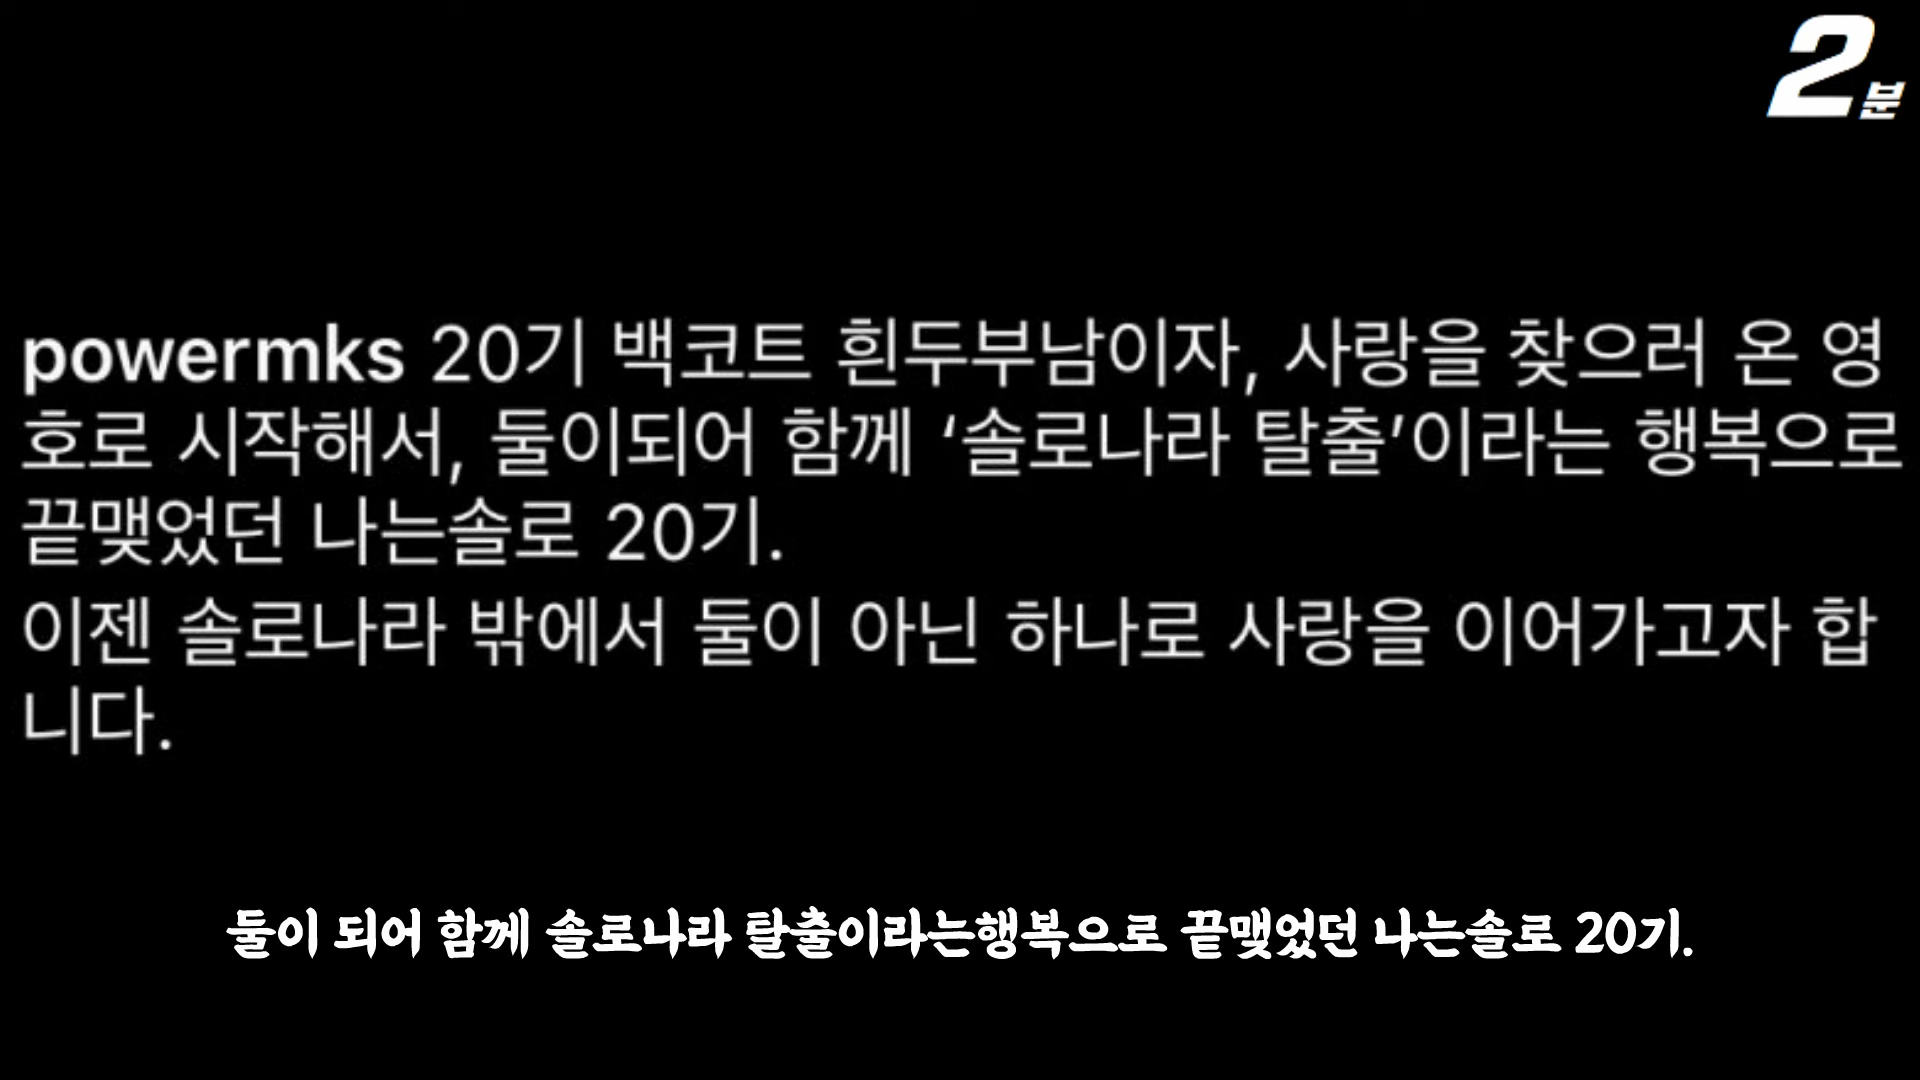 2분
powermks 20기 백코트 흰두부남이자, 사랑을 찾으러 온 영
호로 시작해서, 둘이되어 함께 ‘솔로나라 탈출’이라는 행복으로
끝맺었던 나는솔로 20기.
이젠 솔로나라 밖에서 둘이 아닌 하나로 사랑을 이어가고자 합
니다.
둘이 되어 함께 솔로나라 탈출이라는행복으로 끝맺었던 나는솔로 20기.